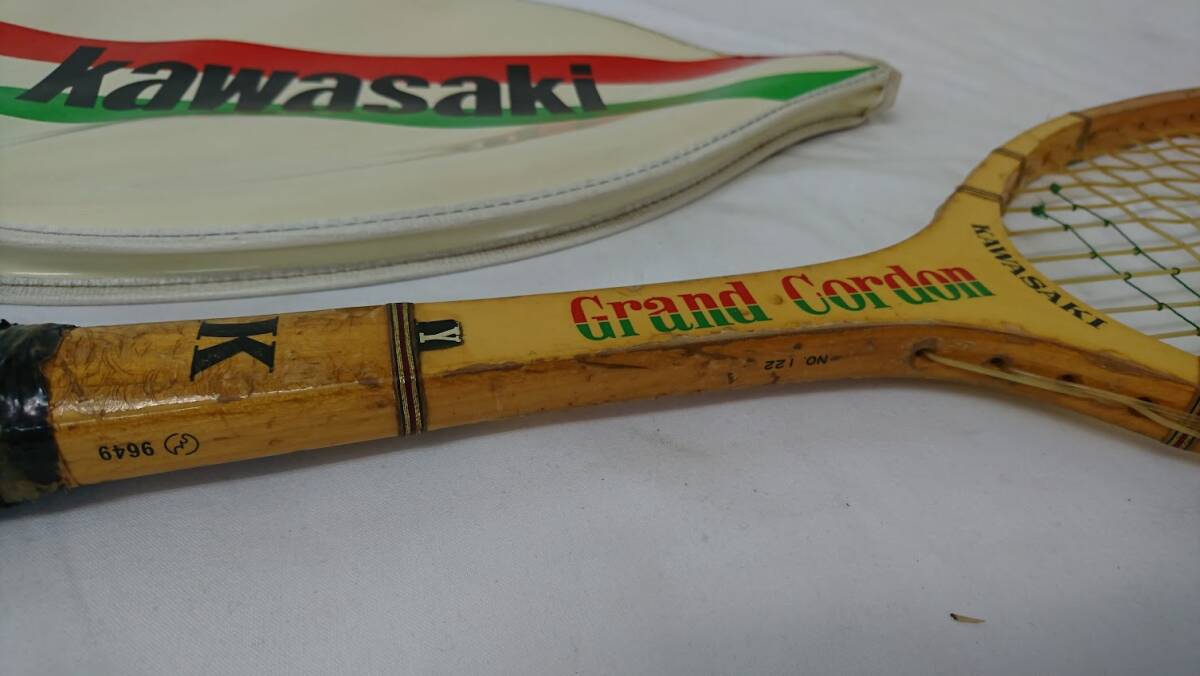 kawasaki
KAWASAKI
Grand Cordon
NO 122
Y
K
9649